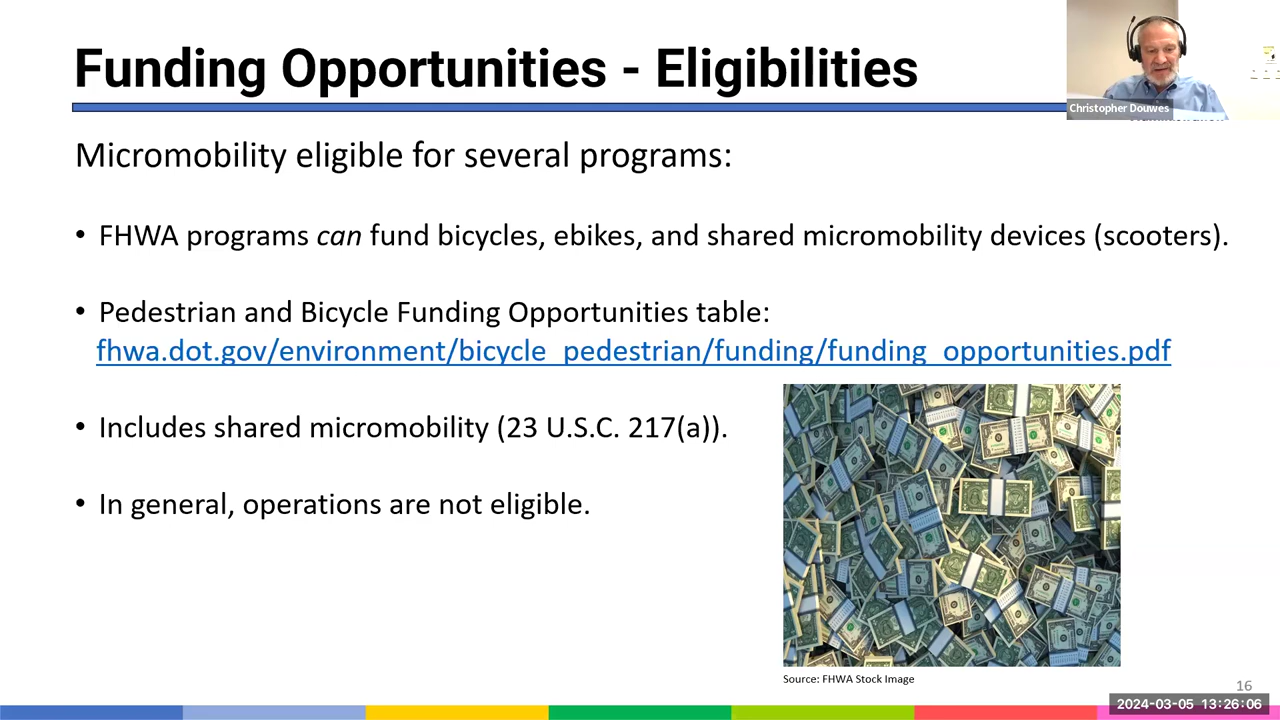 Funding Opportunities - Eligibilities
Christopher Douwes
Micromobility eligible for several programs:
• FHWA programs can fund bicycles, ebikes, and shared micromobility devices (scooters).
• Pedestrian and Bicycle Funding Opportunities table:
fhwa.dot.gov/environment/bicycle_pedestrian/funding/funding_opportunities.pdf
• Includes shared micromobility (23 U.S.C. 217(a)).
• In general, operations are not eligible.
Source: FHWA Stock Image
16
2024-03-05 13:26:06